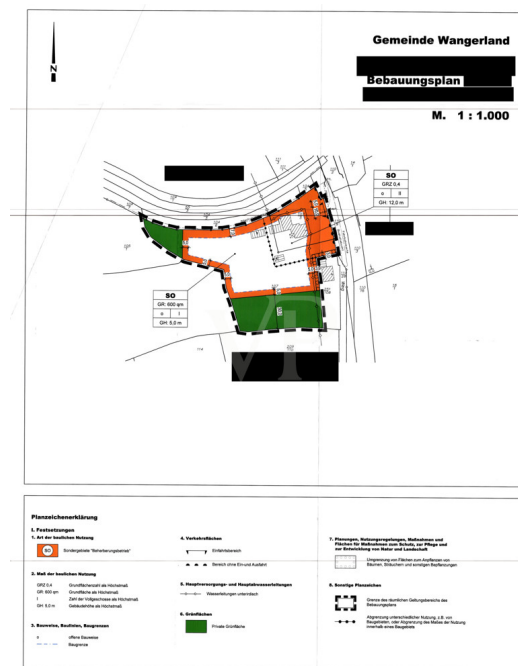 Gemeinde Wangerland
Bebauungsplan
M. 1 : 1.000
N
SO
GRZ 0,4
o II
GH: 12,0 m
SO
GR: 600 qm
o I
GH: 5,0 m
VP
Planzeichenerklärung
I. Festsetzungen
1. Art der baulichen Nutzung
SO Sondergebiete "Beherbergungsbetrieb"
2. Maß der baulichen Nutzung
GRZ 0,4 Grundflächenzahl als Höchstmaß
GR: 600 qm Grundfläche als Höchstmaß
I Zahl der Vollgeschosse als Höchstmaß
GH: 5,0 m Gebäudehöhe als Höchstmaß
3. Bauweise, Baulinien, Baugrenzen
o offene Bauweise
Baugrenze
4. Verkehrsflächen
Einfahrtsbereich
Bereich ohne Ein-und Ausfahrt
5. Hauptversorgungs- und Hauptabwasserleitungen
Wasserleitungen unterirdisch
6. Grünflächen
Private Grünfläche
7. Planungen, Nutzungsregelungen, Maßnahmen und
Flächen für Maßnahmen zum Schutz, zur Pflege und
zur Entwicklung von Natur und Landschaft
Umgrenzung von Flächen zum Anpflanzen von
Bäumen, Sträuchern und sonstigen Bepflanzungen
8. Sonstige Planzeichen
Grenze des räumlichen Geltungsbereichs des
Bebauungsplans
Abgrenzung unterschiedlicher Nutzung, z.B. von
Baugebieten, oder Abgrenzung des Maßes der Nutzung
innerhalb eines Baugebiets